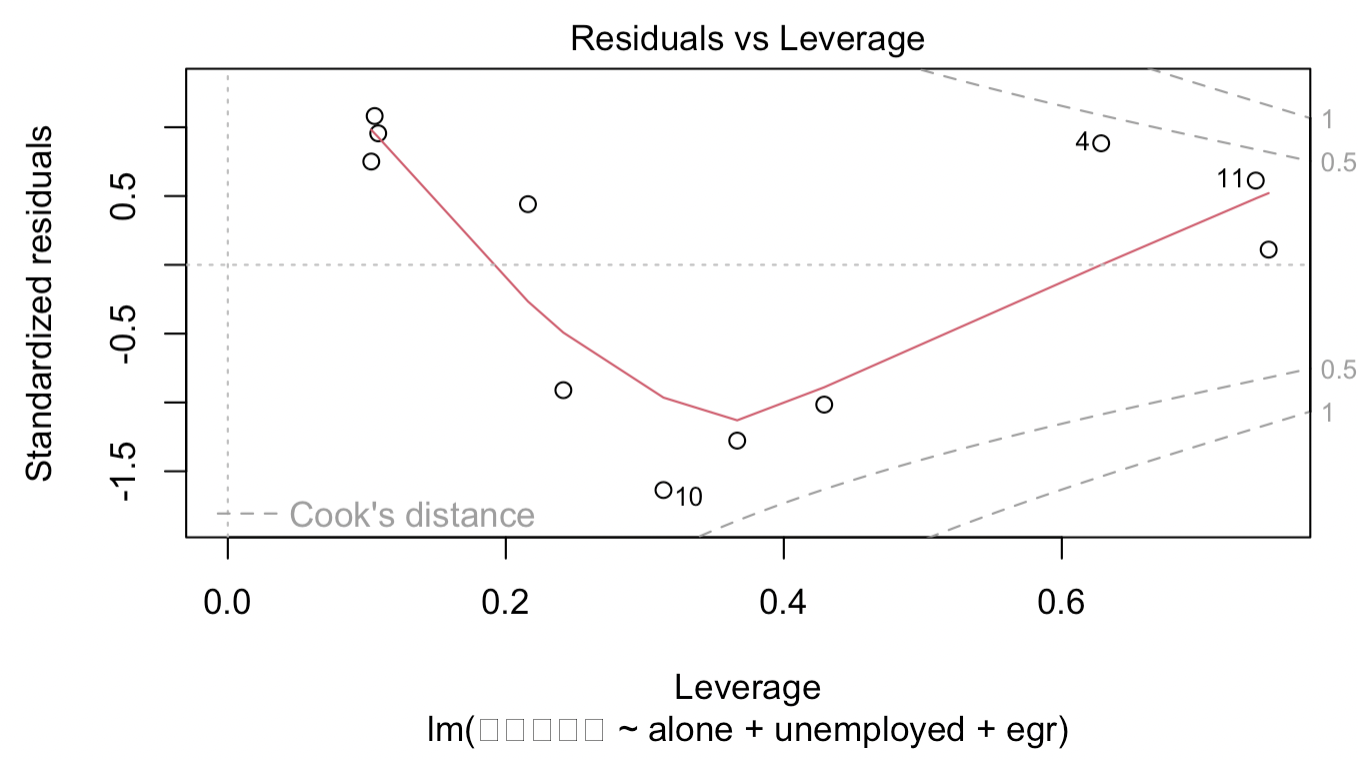 Residuals vs Leverage
Standardized residuals
0.5
-0.5
-1.5
1
0.5
0.5
1
4
11
10
Cook's distance
0.0
0.2
0.4
0.6
Leverage
lm(□□□□□ ~ alone + unemployed + egr)